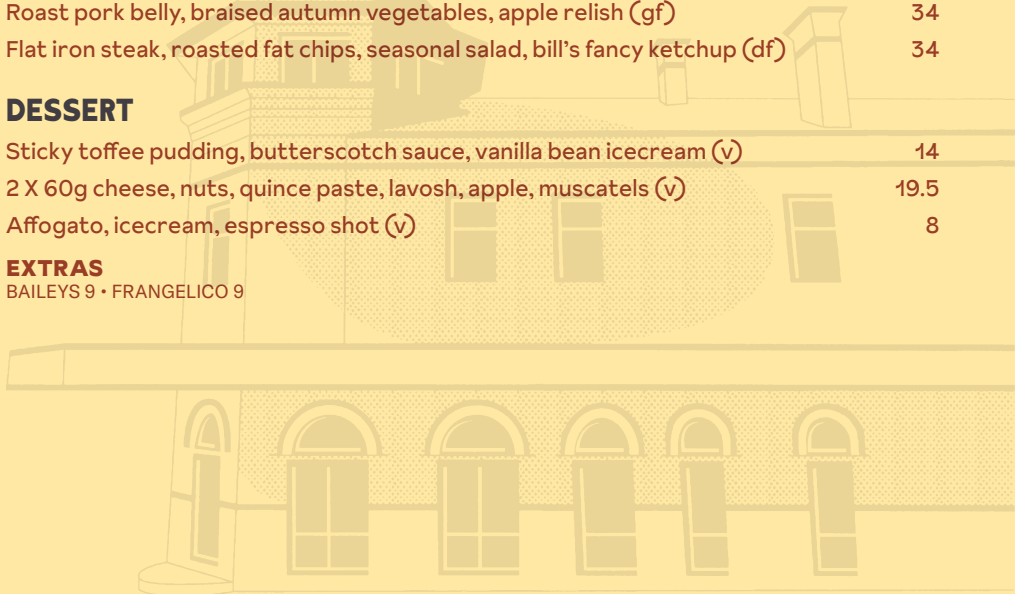 Roast pork belly, braised autumn vegetables, apple relish (gf) 34
Flat iron steak, roasted fat chips, seasonal salad, bill's fancy ketchup (df) 34
DESSERT
Sticky toffee pudding, butterscotch sauce, vanilla bean icecream (v) 14
2 X 60g cheese, nuts, quince paste, lavosh, apple, muscatels (v) 19.5
Affogato, icecream, espresso shot (v) 8
EXTRAS
BAILEYS 9 • FRANGELICO 9